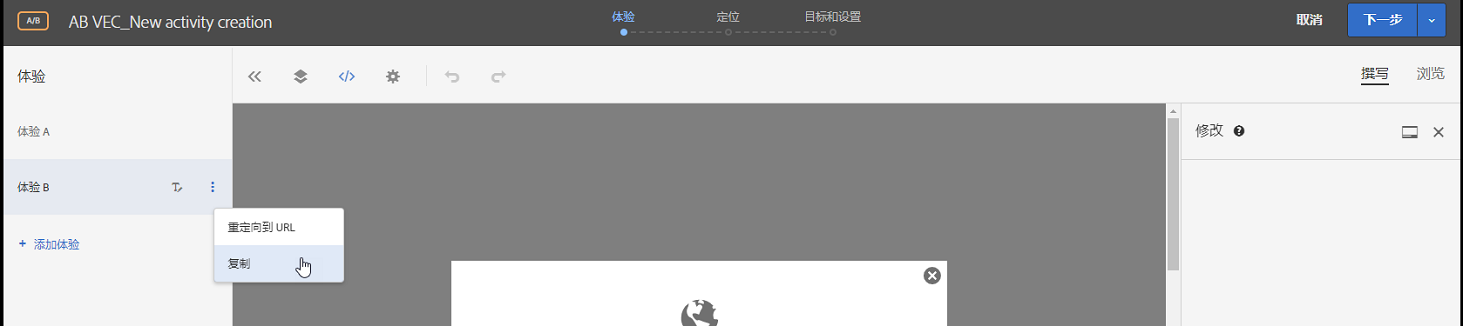 A/B AB VEC_New activity creation 体验 定位 目标和设置 取消 下一步
体验 撰写 浏览
体验 A 修改
体验 B
重定向到 URL
+ 添加体验
复制